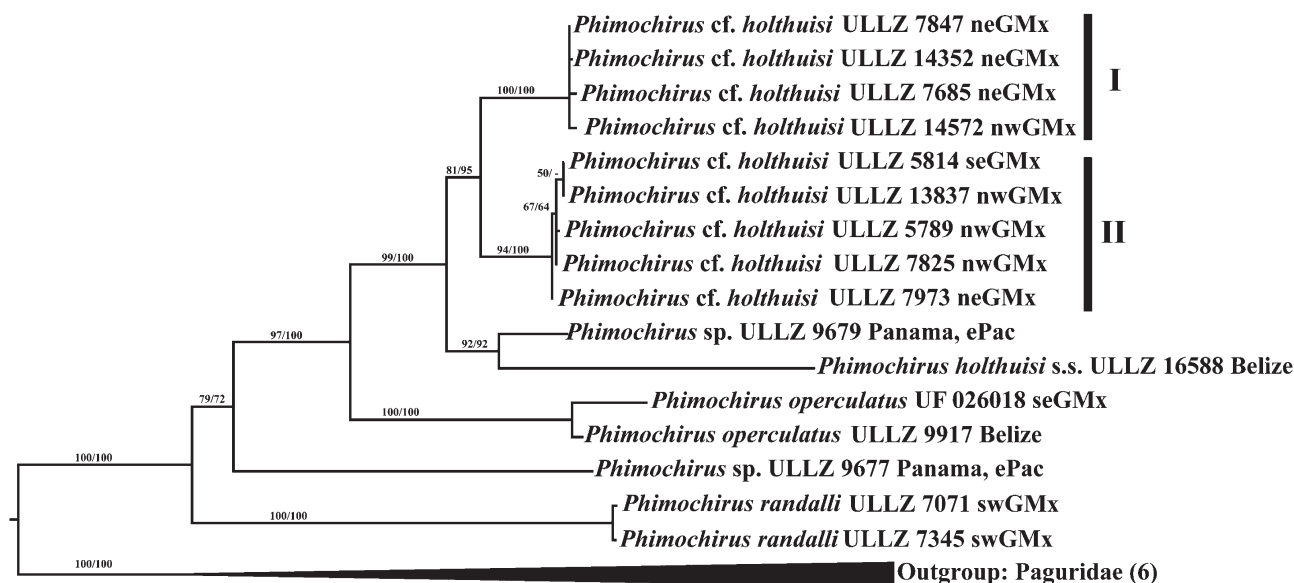 Phimochirus cf. holthuisi ULLZ 7847 neGMx
Phimochirus cf. holthuisi ULLZ 14352 neGMx
100/100
Phimochirus cf. holthuisi ULLZ 7685 neGMx
I
Phimochirus cf. holthuisi ULLZ 14572 nwGMx
Phimochirus cf. holthuisi ULLZ 5814 seGMx
81/95
50/ -
Phimochirus cf. holthuisi ULLZ 13837 nwGMx
67/64
Phimochirus cf. holthuisi ULLZ 5789 nwGMx
II
94/100
Phimochirus cf. holthuisi ULLZ 7825 nwGMx
99/100
Phimochirus cf. holthuisi ULLZ 7973 neGMx
97/100
Phimochirus sp. ULLZ 9679 Panama, ePac
92/92
Phimochirus holthuisi s.s. ULLZ 16588 Belize
79/72
Phimochirus operculatus UF 026018 seGMx
100/100
Phimochirus operculatus ULLZ 9917 Belize
100/100
Phimochirus sp. ULLZ 9677 Panama, ePac
Phimochirus randalli ULLZ 7071 swGMx
100/100
Phimochirus randalli ULLZ 7345 swGMx
100/100
Outgroup: Paguridae (6)